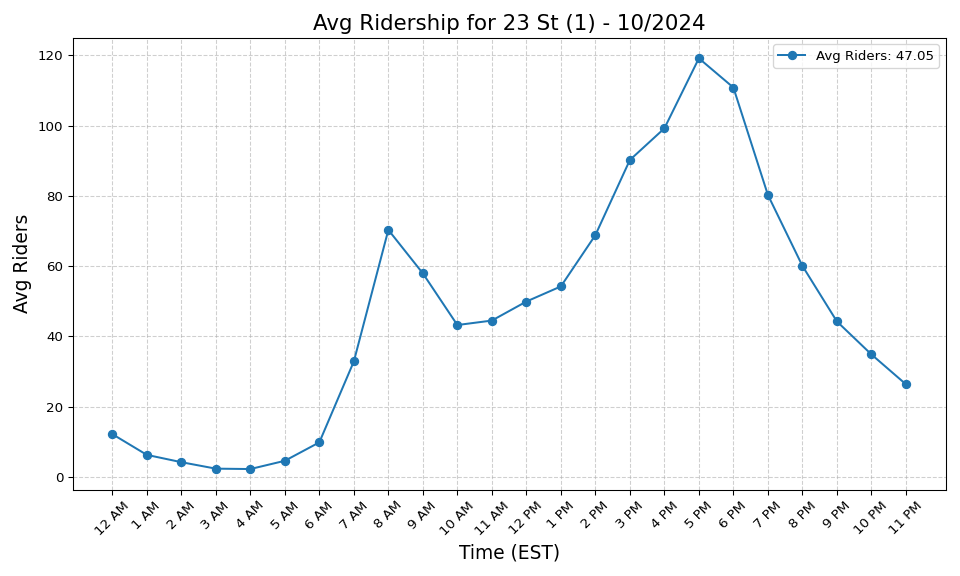 Avg Ridership for 23 St (1) - 10/2024
Avg Riders: 47.05
Avg Riders
120
100
80
60
40
20
0
12 AM 1 AM 2 AM 3 AM 4 AM 5 AM 6 AM 7 AM 8 AM 9 AM 10 AM 11 AM 12 PM 1 PM 2 PM 3 PM 4 PM 5 PM 6 PM 7 PM 8 PM 9 PM 10 PM 11 PM
Time (EST)